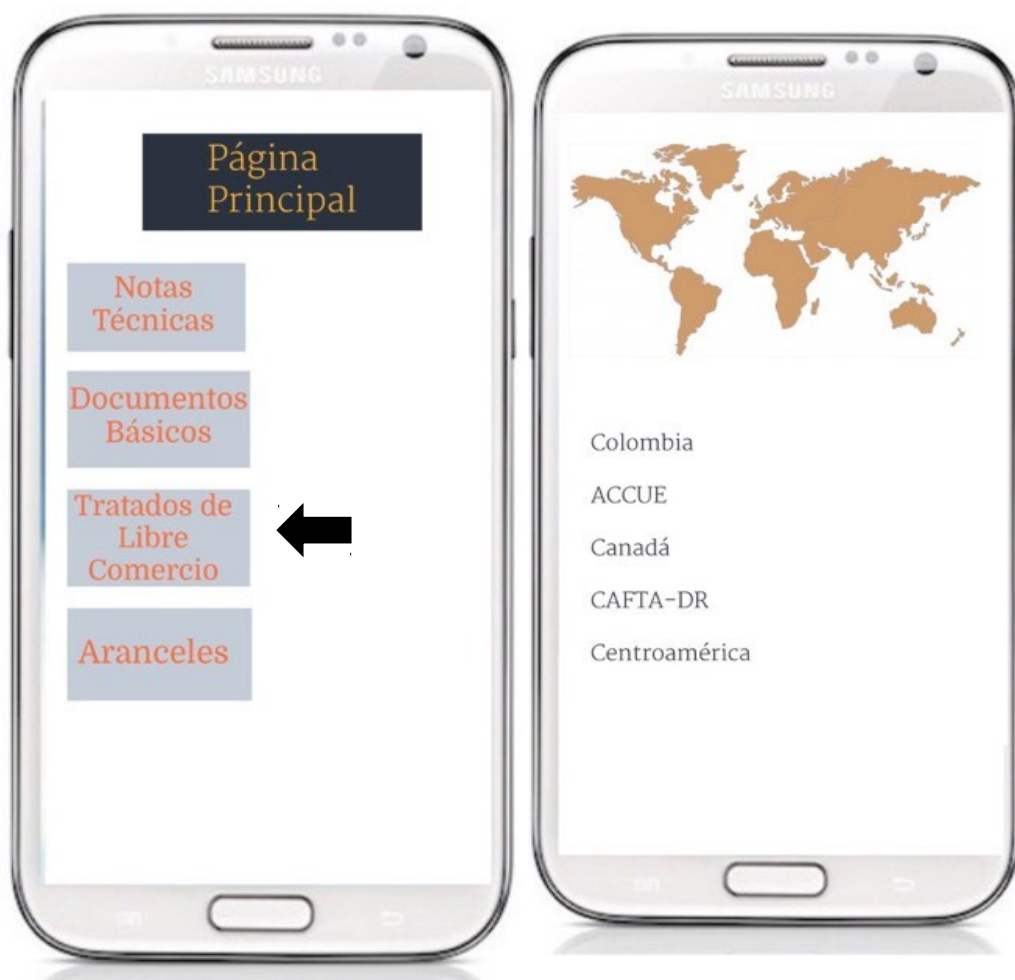 SAMSUNG
Página
Principal
Notas
Técnicas
Documentos
Básicos
Tratados de
Libre
Comercio
Aranceles
SAMSUNG
Colombia
ACCUE
Canadá
CAFTA-DR
Centroamérica